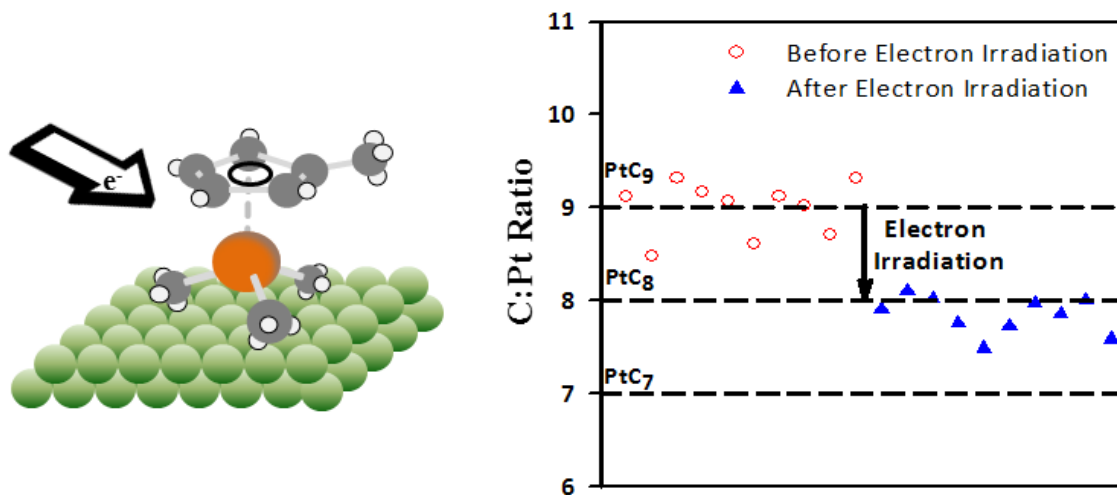 e-
C:Pt Ratio
11
10
9
8
7
6
Before Electron Irradiation
After Electron Irradiation
PtC9
Electron
Irradiation
PtC8
PtC7